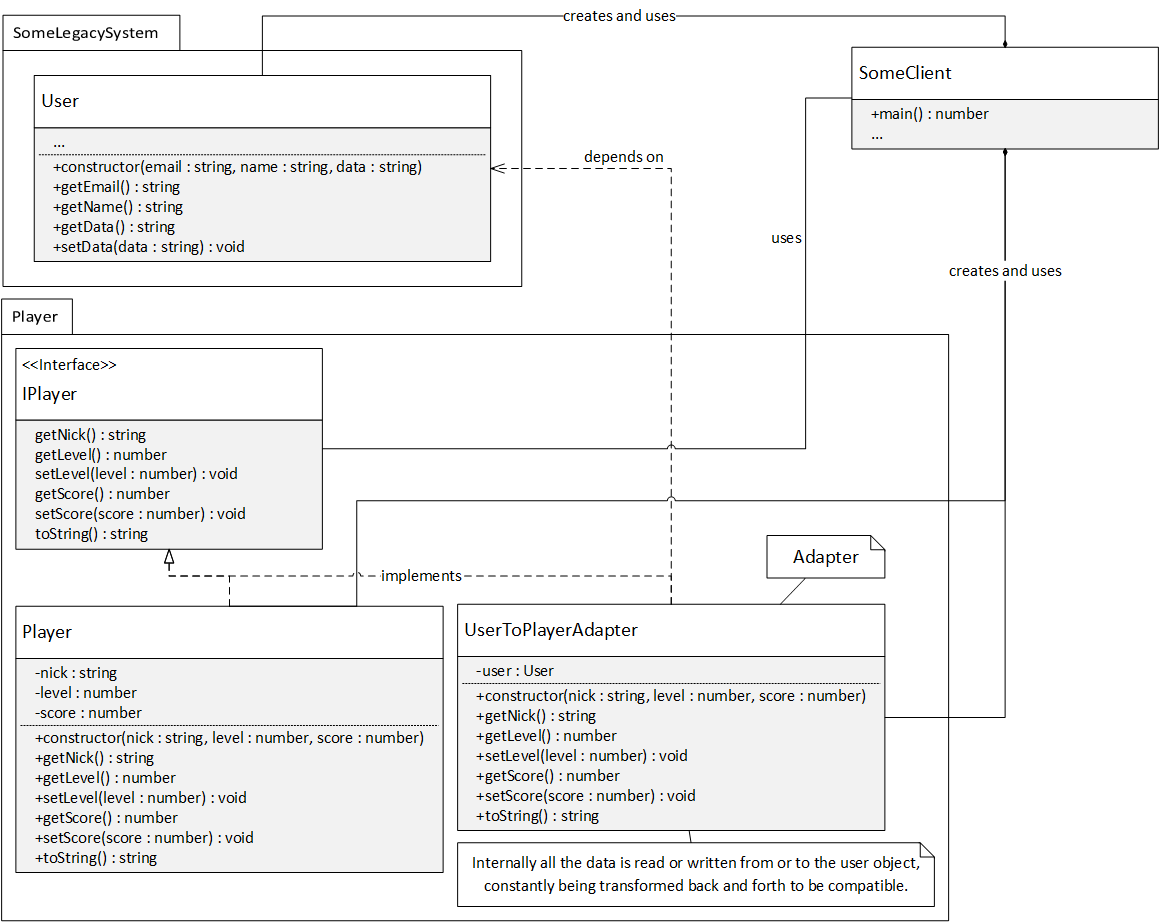 creates and uses
SomeLegacySystem
User
...
+constructor(email : string, name : string, data : string)
+getEmail() : string
+getName() : string
+getData() : string
+setData(data : string) : void
SomeClient
+main() : number
...
depends on
uses
creates and uses
Player
<<Interface>>
IPlayer
getNick() : string
getLevel() : number
setLevel(level : number) : void
getScore() : number
setScore(score : number) : void
toString() : string
implements
Adapter
Player
-nick : string
-level : number
-score : number
+constructor(nick : string, level : number, score : number)
+getNick() : string
+getLevel() : number
+setLevel(level : number) : void
+getScore() : number
+setScore(score : number) : void
+toString() : string
UserToPlayerAdapter
-user : User
+constructor(nick : string, level : number, score : number)
+getNick() : string
+getLevel() : number
+setLevel(level : number) : void
+getScore() : number
+setScore(score : number) : void
+toString() : string
Internally all the data is read or written from or to the user object,
constantly being transformed back and forth to be compatible.